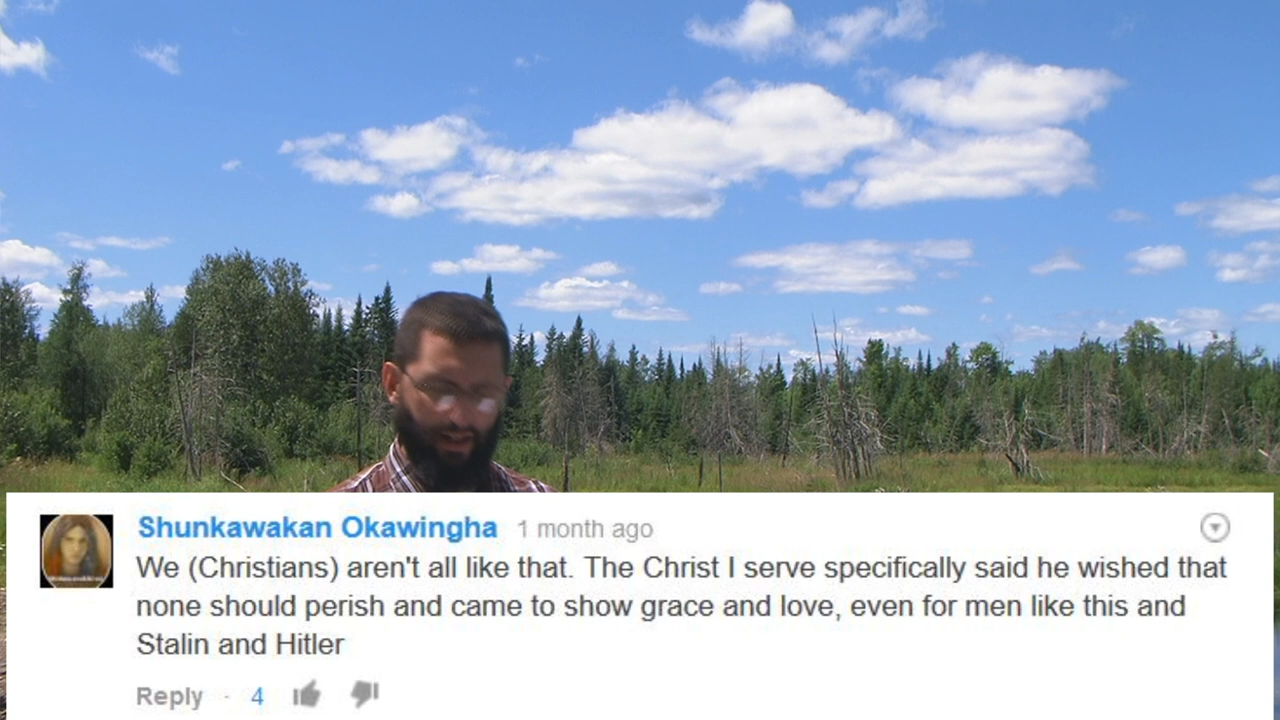 Shunkawakan Okawingha 1 month ago
We (Christians) aren't all like that. The Christ I serve specifically said he wished that
none should perish and came to show grace and love, even for men like this and
Stalin and Hitler
Reply · 4